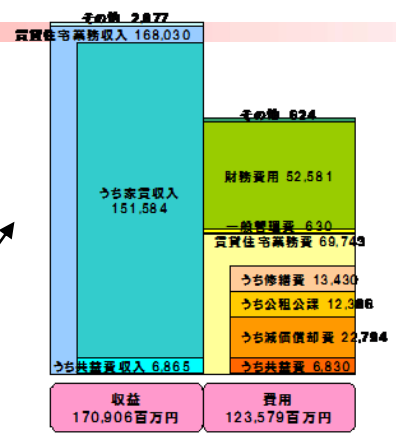 その他 2,877
賃貸住宅業務収入 168,030
うち家賃収入
151,584
うち共益費収入 6,865
その他 624
財務費用 52,581
一般管理費 630
賃貸住宅業務費 69,743
うち修繕費 13,430
うち公租公課
うち減価償却費 22,794
うち共益費 6,830
収益
170,906百万円
費用
123,579百万円